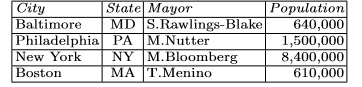 City State Mayor Population
Baltimore MD S.Rawlings-Blake 640,000
Philadelphia PA M.Nutter 1,500,000
New York NY M.Bloomberg 8,400,000
Boston MA T.Menino 610,000